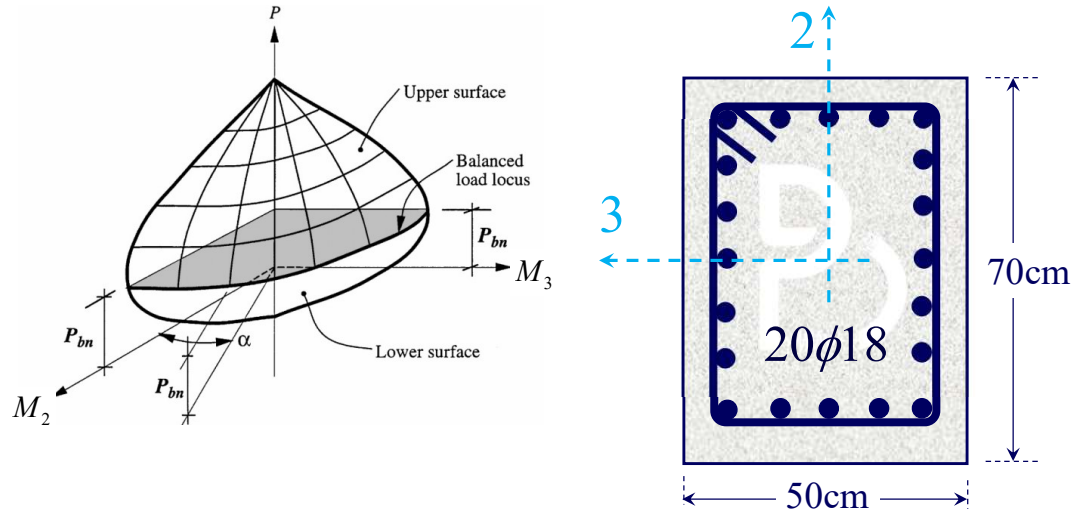 P
Upper surface
Balanced
load locus
P_bn
M_3
P_bn
α
P_bn
Lower surface
M_2
2
3
70cm
20ϕ18
50cm